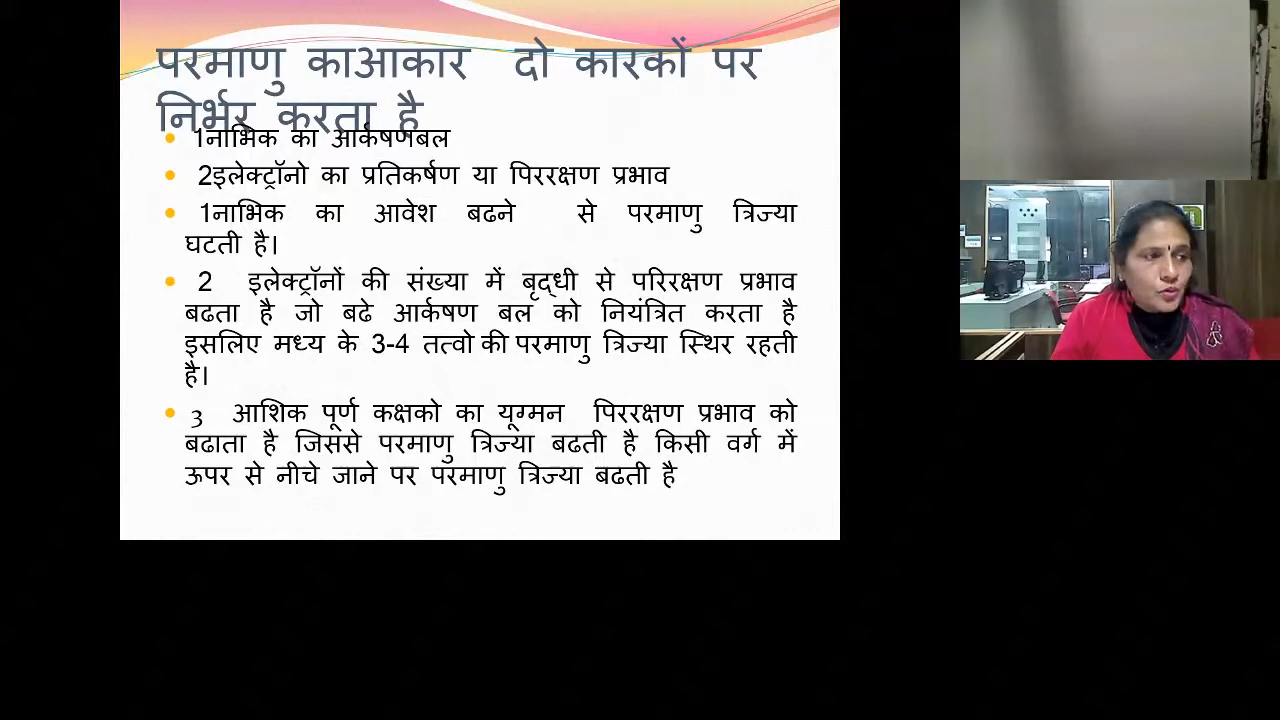 परमाणु काआकार दो कारकों पर
निर्भर करता है
1नाभिक का आर्कषणबल
2इलेक्ट्रॉनो का प्रतिकर्षण या पिररक्षण प्रभाव
1नाभिक का आवेश बढने से परमाणु त्रिज्या
घटती है।
2 इलेक्ट्रॉनों की संख्या में बृद्धी से परिरक्षण प्रभाव
बढता है जो बढे आर्कषण बल को नियंत्रित करता है
इसलिए मध्य के 3-4 तत्वो की परमाणु त्रिज्या स्थिर रहती
है।
3 आशिक पूर्ण कक्षको का यूग्मन पिररक्षण प्रभाव को
बढाता है जिससे परमाणु त्रिज्या बढती है किसी वर्ग में
ऊपर से नीचे जाने पर परमाणु त्रिज्या बढती है